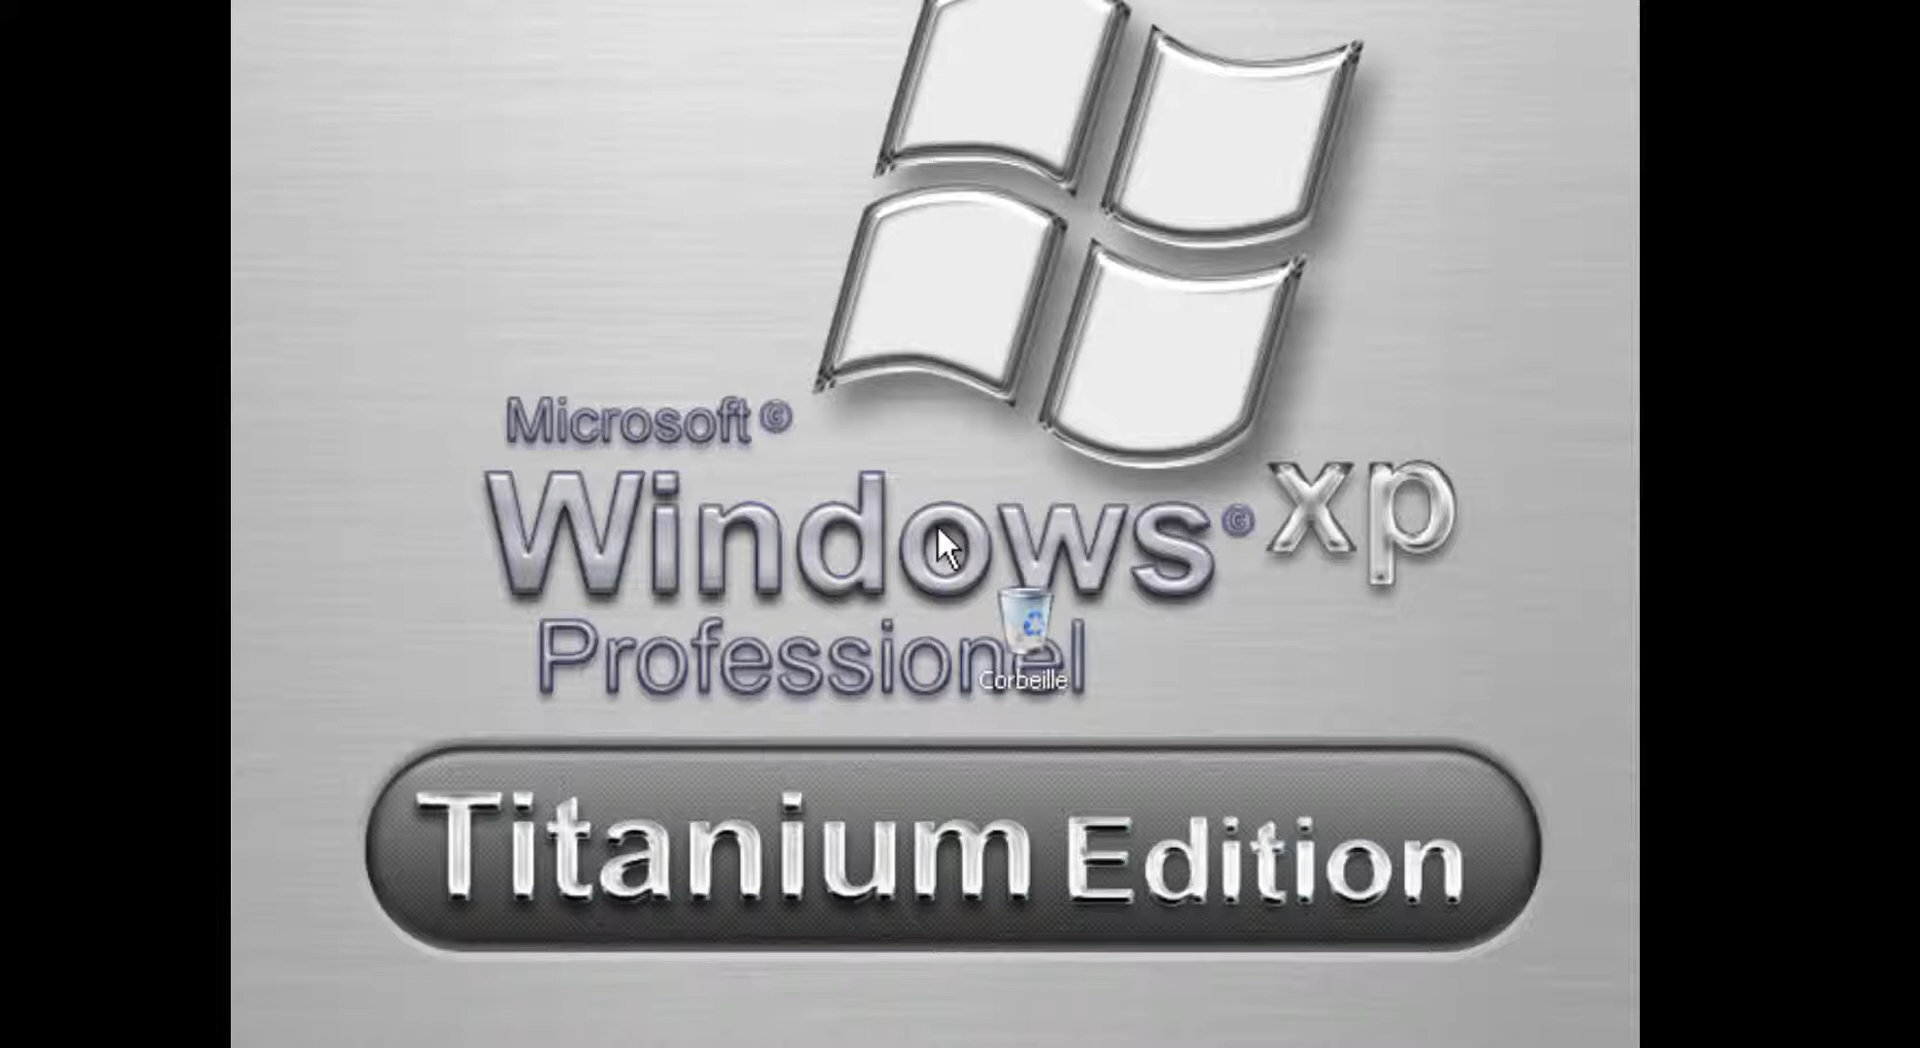 Microsoft©
Windows© xp
Professionel
Corbeille
Titanium Edition